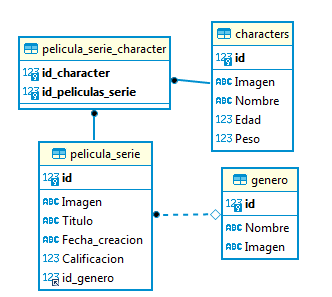 pelicula_serie_character
123 id_character
123 id_peliculas_serie
characters
123 id
ABC Imagen
ABC Nombre
123 Edad
123 Peso
pelicula_serie
123 id
ABC Imagen
ABC Titulo
ABC Fecha_creacion
123 Calificacion
123 id_genero
genero
123 id
ABC Nombre
ABC Imagen